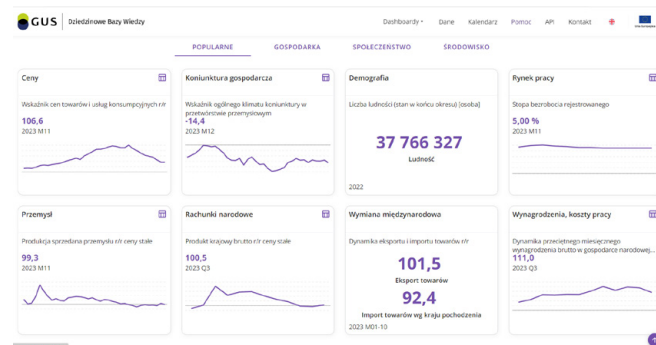 GUS Dziedzinowe Bazy Wiedzy
Dashboardy Dane Kalendarz Pomoc API Kontakt
POPULARNE GOSPODARKA SPOŁECZEŃSTWO ŚRODOWISKO
Ceny
Wskaźnik cen towarów i usług konsumpcyjnych r/r
106,6
2023 M11
Koniunktura gospodarcza
Wskaźnik ogólnego klimatu koniunktury w
przetwórstwie przemysłowym
-14,4
2023 M12
Demografia
Liczba ludności (stan w końcu okresu) [osoba]
37 766 327
Ludność
2022
Rynek pracy
Stopa bezrobocia rejestrowanego
5,00 %
2023 M11
Przemysł
Produkcja sprzedana przemysłu r/r ceny stałe
99,3
2023 M11
Rachunki narodowe
Produkt krajowy brutto r/r ceny stałe
100,5
2023 Q3
Wymiana międzynarodowa
Dynamika eksportu i importu towarów r/r
101,5
Eksport towarów
92,4
Import towarów wg kraju pochodzenia
2023 M01-10
Wynagrodzenia, koszty pracy
Dynamika przeciętnego miesięcznego
wynagrodzenia brutto w gospodarce narodowej...
111,0
2023 Q3